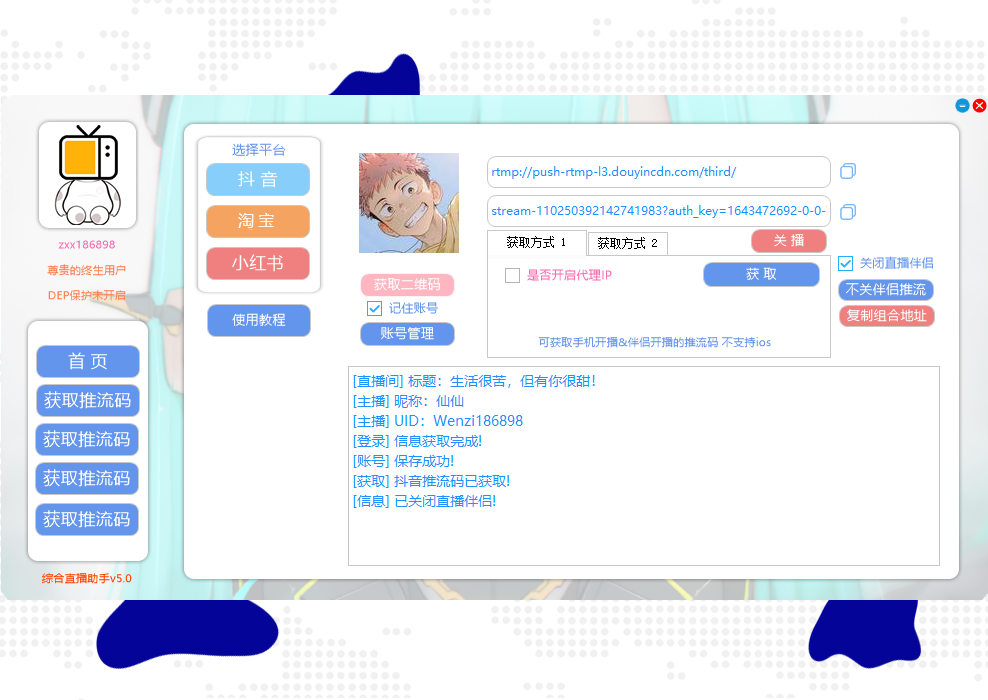 zxx186898
尊贵的终生用户
DEP保护未开启
首 页
获取推流码
获取推流码
获取推流码
获取推流码
综合直播助手v5.0
选择平台
抖 音
淘 宝
小红书
使用教程
获取二维码
记住账号
账号管理
rtmp://push-rtmp-l3.douyincdn.com/third/
stream-110250392142741983?auth_key=1643472692-0-0-
获取方式 1
获取方式 2
关 播
是否开启代理IP
获 取
可获取手机开播&伴侣开播的推流码 不支持ios
关闭直播伴侣
不关伴侣推流
复制组合地址
[直播间] 标题：生活很苦，但有你很甜!
[主播] 昵称：仙仙
[主播] UID：Wenzi186898
[登录] 信息获取完成!
[账号] 保存成功!
[获取] 抖音推流码已获取!
[信息] 已关闭直播伴侣!